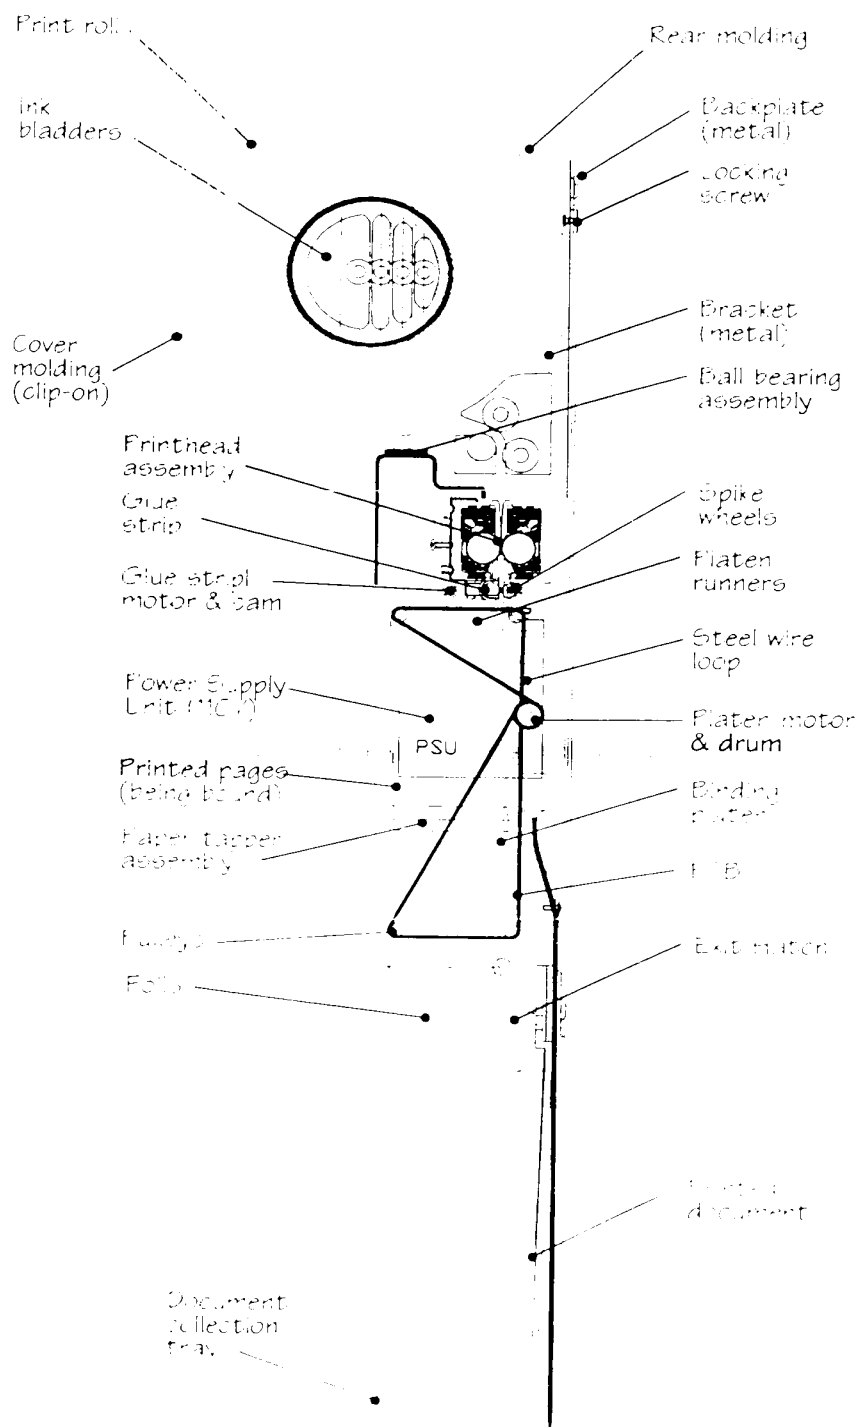 Print roll
Rear molding
Ink
bladders
Backplate
(metal)
Locking
screw
Bracket
(metal)
Cover
molding
(clip-on)
Ball bearing
assembly
Printhead
assembly
Glue
strip
Spike
wheels
Glue strip
motor & cam
Platen
runners
Steel wire
loop
Power Supply
Unit
PSU
Platen motor
& drum
Printed pages
(being bound)
Binding
platen
Paper tapper
assembly
Exit Platen
Printed
document
Document
collection
tray